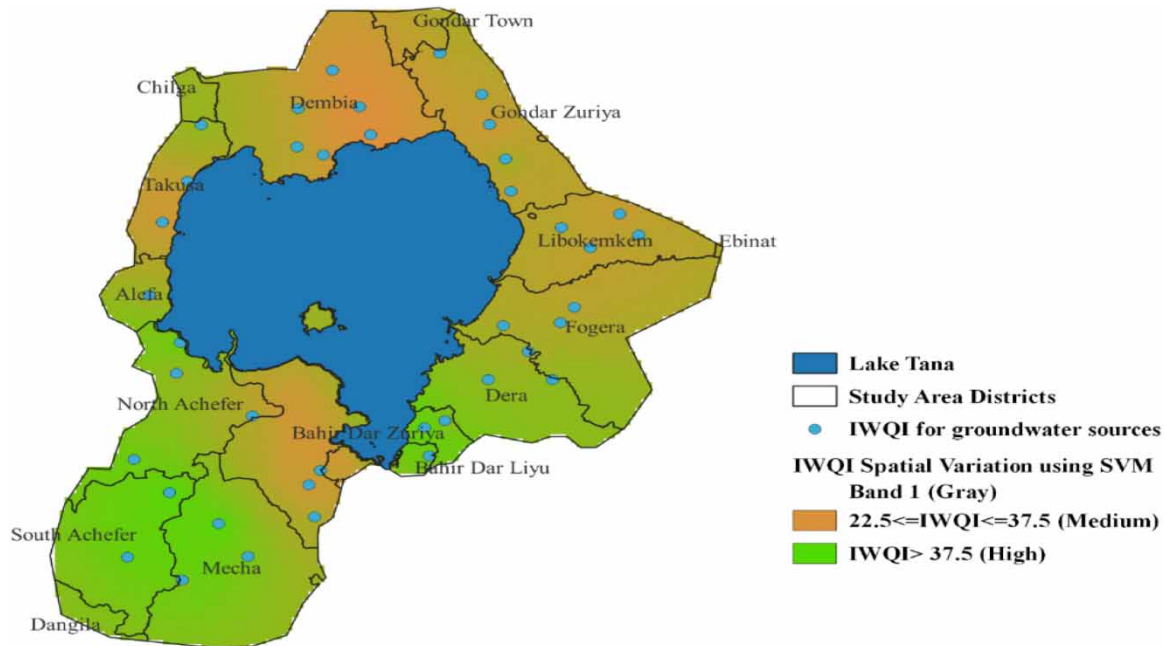 Gondar Town
Chilga
Dembia
Gondar Zuriya
Takusa
Libokemkem
Ebinat
Alefa
Fogera
North Achefer
Dera
Bahir Dar Zuriya
Bahir Dar Liyu
South Achefer
Mecha
Dangila
Lake Tana
Study Area Districts
IWQI for groundwater sources
IWQI Spatial Variation using SVM
Band 1 (Gray)
22.5<=IWQI<=37.5 (Medium)
IWQI> 37.5 (High)